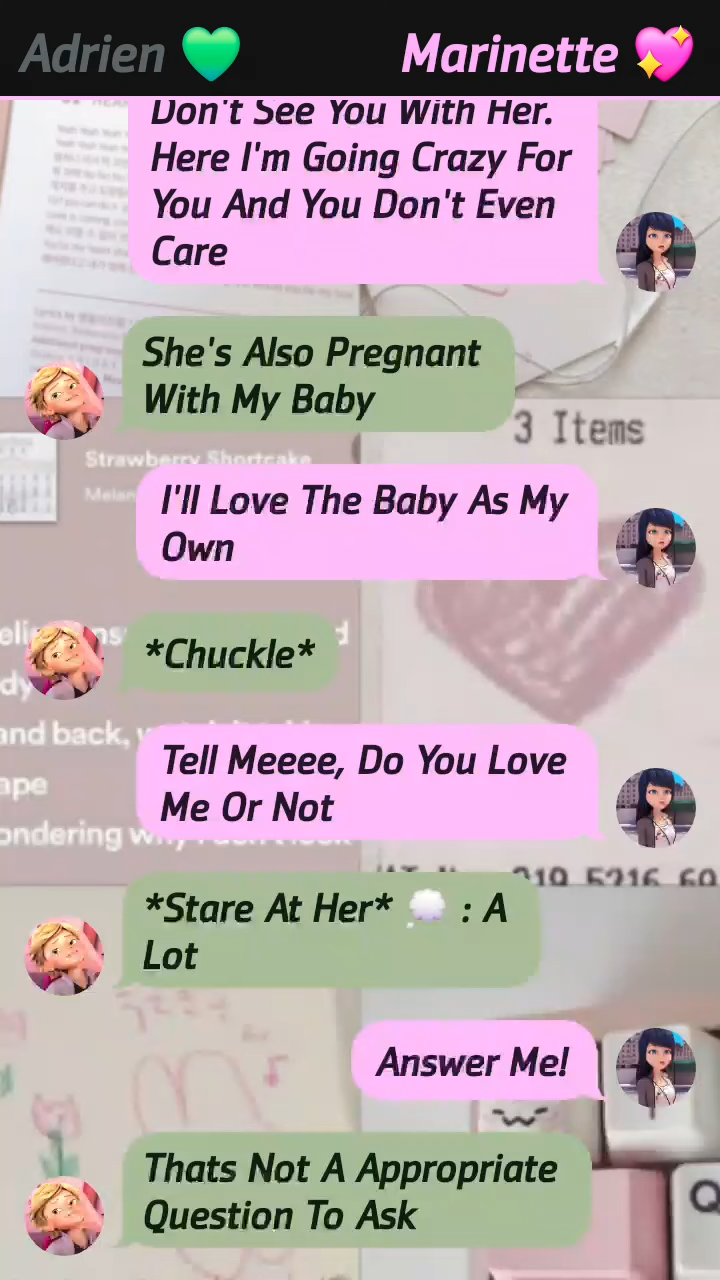 Adrien 💚 Marinette 💖
Don't See You With Her.
Here I'm Going Crazy For
You And You Don't Even
Care
She's Also Pregnant
With My Baby
3 Items
Strawberry Shortcake
I'll Love The Baby As My
Own
*Chuckle*
and back,
Tell Meeee, Do You Love
Me Or Not
*Stare At Her* 💭 : A
Lot
Answer Me!
Thats Not A Appropriate
Question To Ask
Q